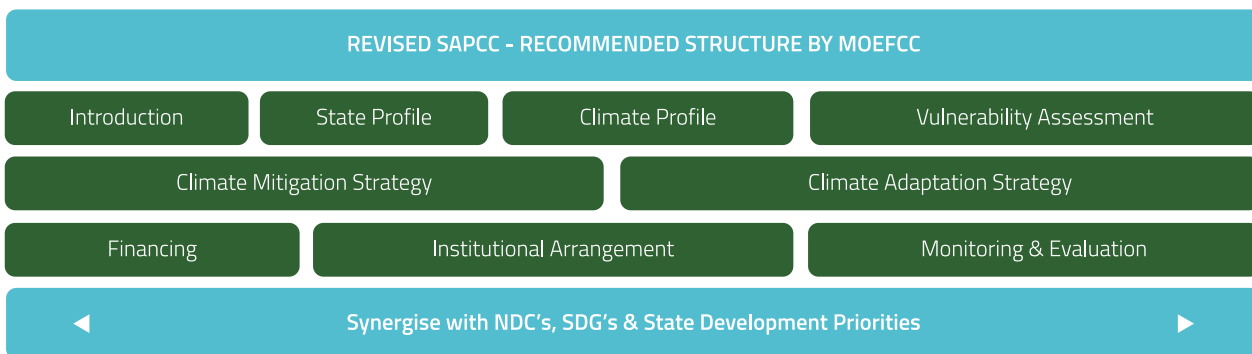 REVISED SAPCC - RECOMMENDED STRUCTURE BY MOEFCC
Introduction
State Profile
Climate Profile
Vulnerability Assessment
Climate Mitigation Strategy
Climate Adaptation Strategy
Financing
Institutional Arrangement
Monitoring & Evaluation
Synergise with NDC's, SDG's & State Development Priorities